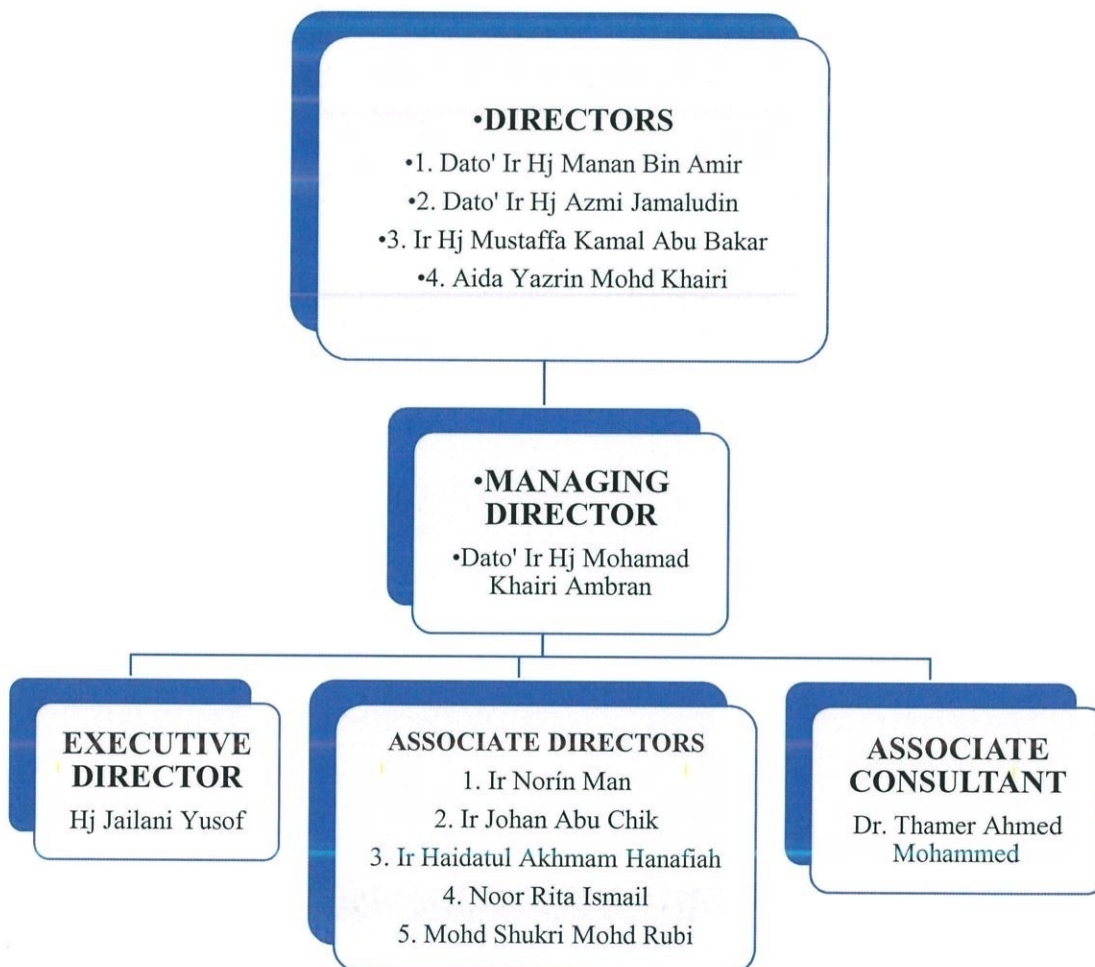 •DIRECTORS
•1. Dato' Ir Hj Manan Bin Amir
•2. Dato' Ir Hj Azmi Jamaludin
•3. Ir Hj Mustaffa Kamal Abu Bakar
•4. Aida Yazrin Mohd Khairi
•MANAGING
DIRECTOR
•Dato' Ir Hj Mohamad
Khairi Ambran
EXECUTIVE
DIRECTOR
Hj Jailani Yusof
ASSOCIATE DIRECTORS
1. Ir Norín Man
2. Ir Johan Abu Chik
3. Ir Haidatul Akhmam Hanafiah
4. Noor Rita Ismail
5. Mohd Shukri Mohd Rubi
ASSOCIATE
CONSULTANT
Dr. Thamer Ahmed
Mohammed